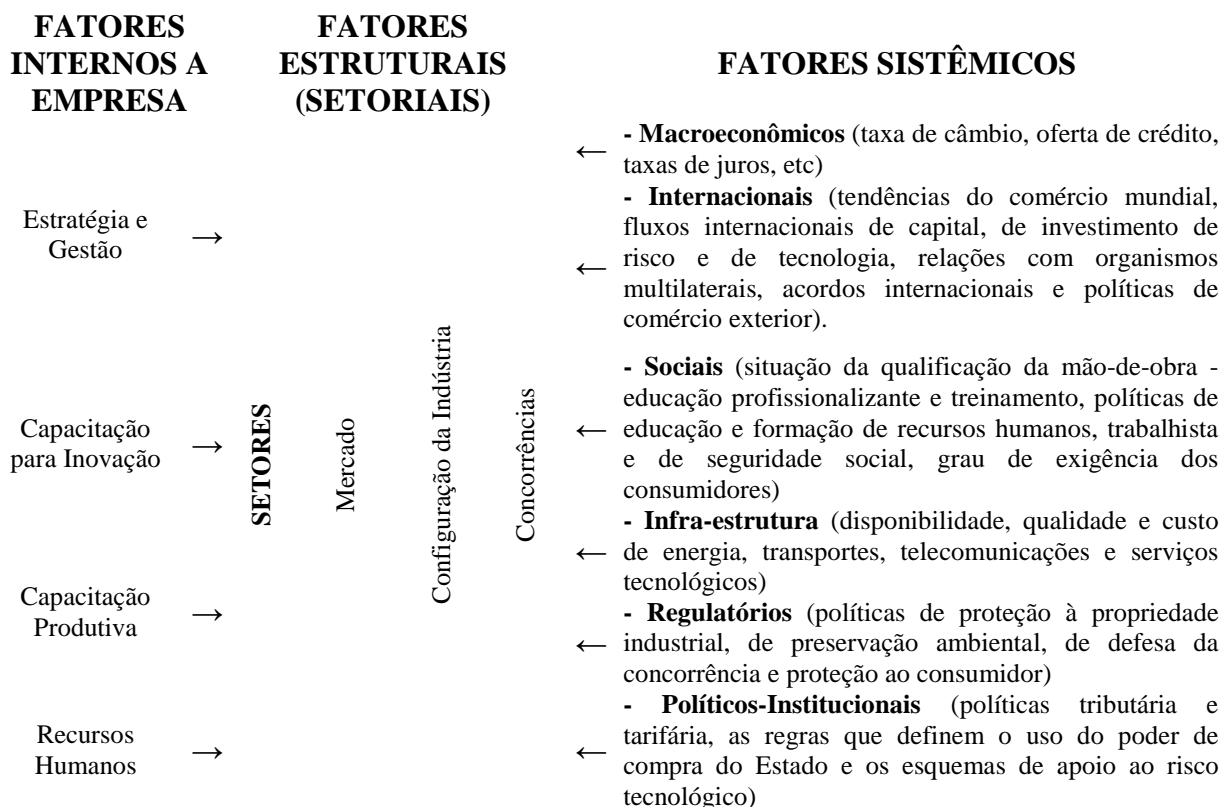 FATORES
INTERNOS A
EMPRESA
FATORES
ESTRUTURAIS
(SETORIAIS)
FATORES SISTÊMICOS
Estratégia e
Gestão →
Capacitação
para Inovação →
Capacitação
Produtiva →
Recursos
Humanos →
SETORES
Mercado
Configuração da Indústria
Concorrências
← - Macroeconômicos (taxa de câmbio, oferta de crédito,
taxas de juros, etc)
- Internacionais (tendências do comércio mundial,
fluxos internacionais de capital, de investimento de
← risco e de tecnologia, relações com organismos
multilaterais, acordos internacionais e políticas de
comércio exterior).
- Sociais (situação da qualificação da mão-de-obra -
educação profissionalizante e treinamento, políticas de
← educação e formação de recursos humanos, trabalhista
e de seguridade social, grau de exigência dos
consumidores)
- Infra-estrutura (disponibilidade, qualidade e custo
← de energia, transportes, telecomunicações e serviços
tecnológicos)
- Regulatórios (políticas de proteção à propriedade
← industrial, de preservação ambiental, de defesa da
concorrência e proteção ao consumidor)
- Políticos-Institucionais (políticas tributária e
← tarifária, as regras que definem o uso do poder de
compra do Estado e os esquemas de apoio ao risco
tecnológico)